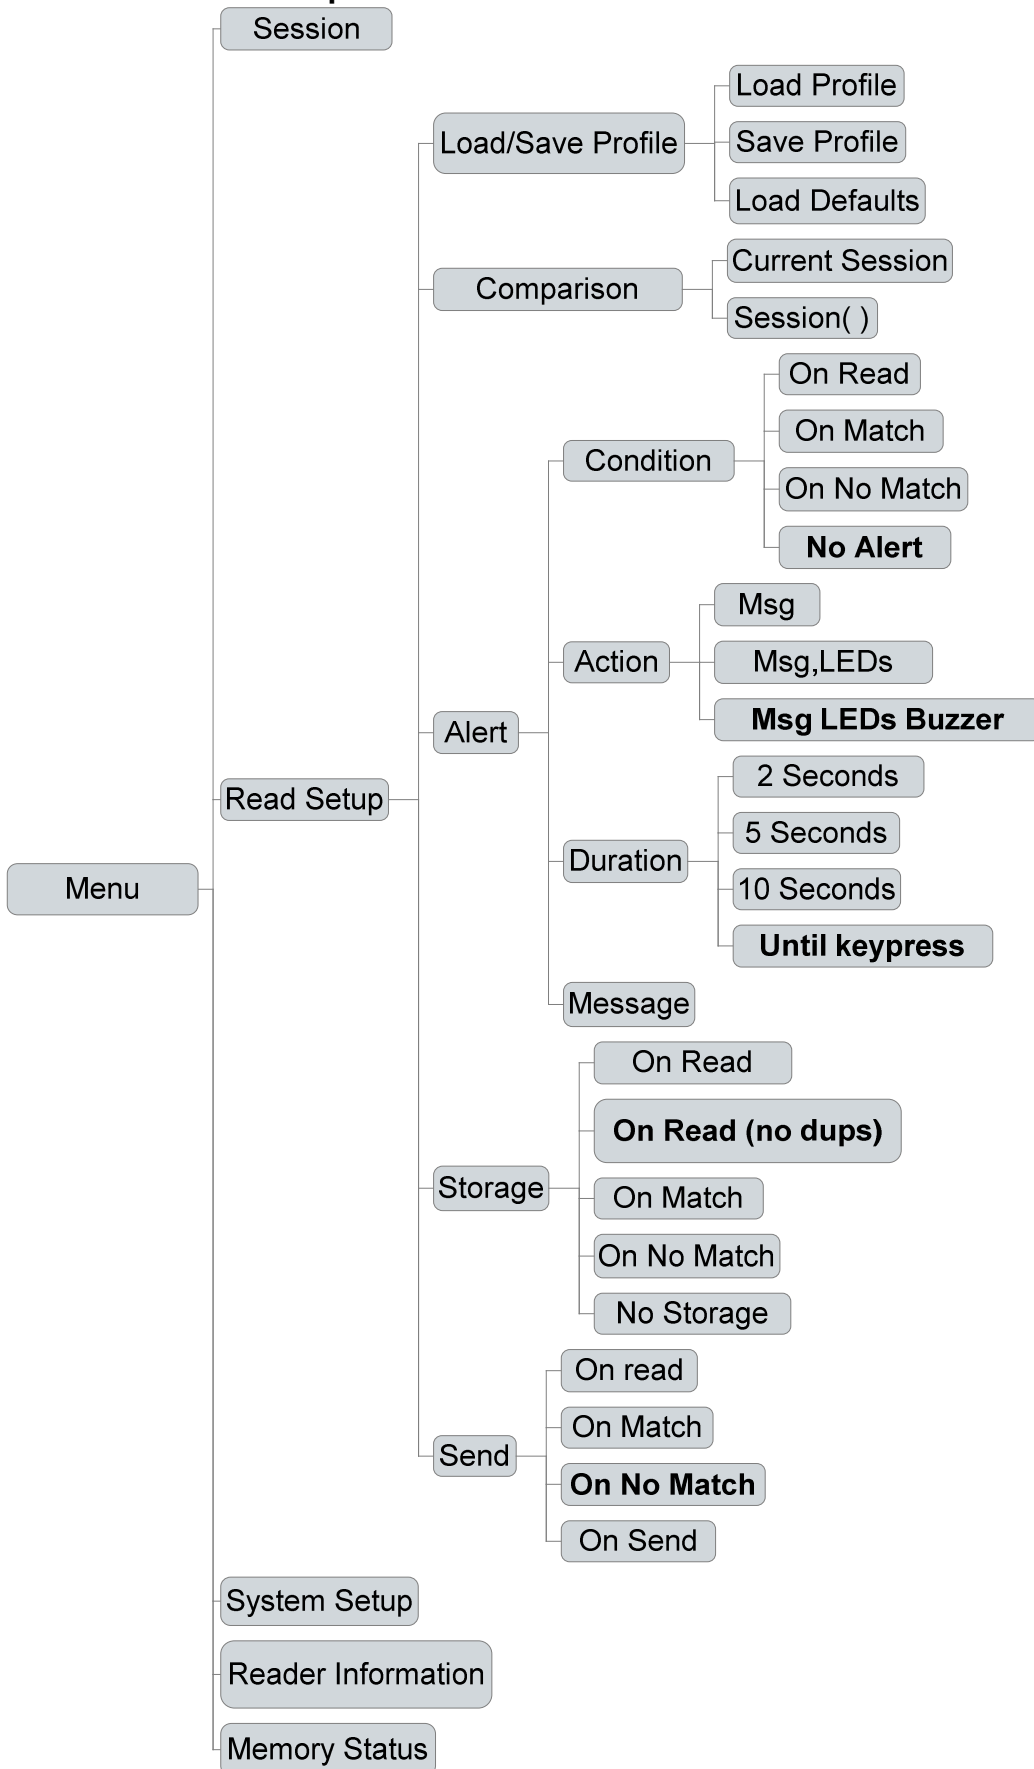 Session
Load Profile
Load/Save Profile
Save Profile
Load Defaults
Current Session
Comparison
Session( )
On Read
On Match
Condition
On No Match
No Alert
Msg
Action
Msg,LEDs
Msg LEDs Buzzer
Alert
2 Seconds
Read Setup
5 Seconds
Duration
10 Seconds
Menu
Until keypress
Message
On Read
On Read (no dups)
Storage
On Match
On No Match
No Storage
On read
On Match
Send
On No Match
On Send
System Setup
Reader Information
Memory Status